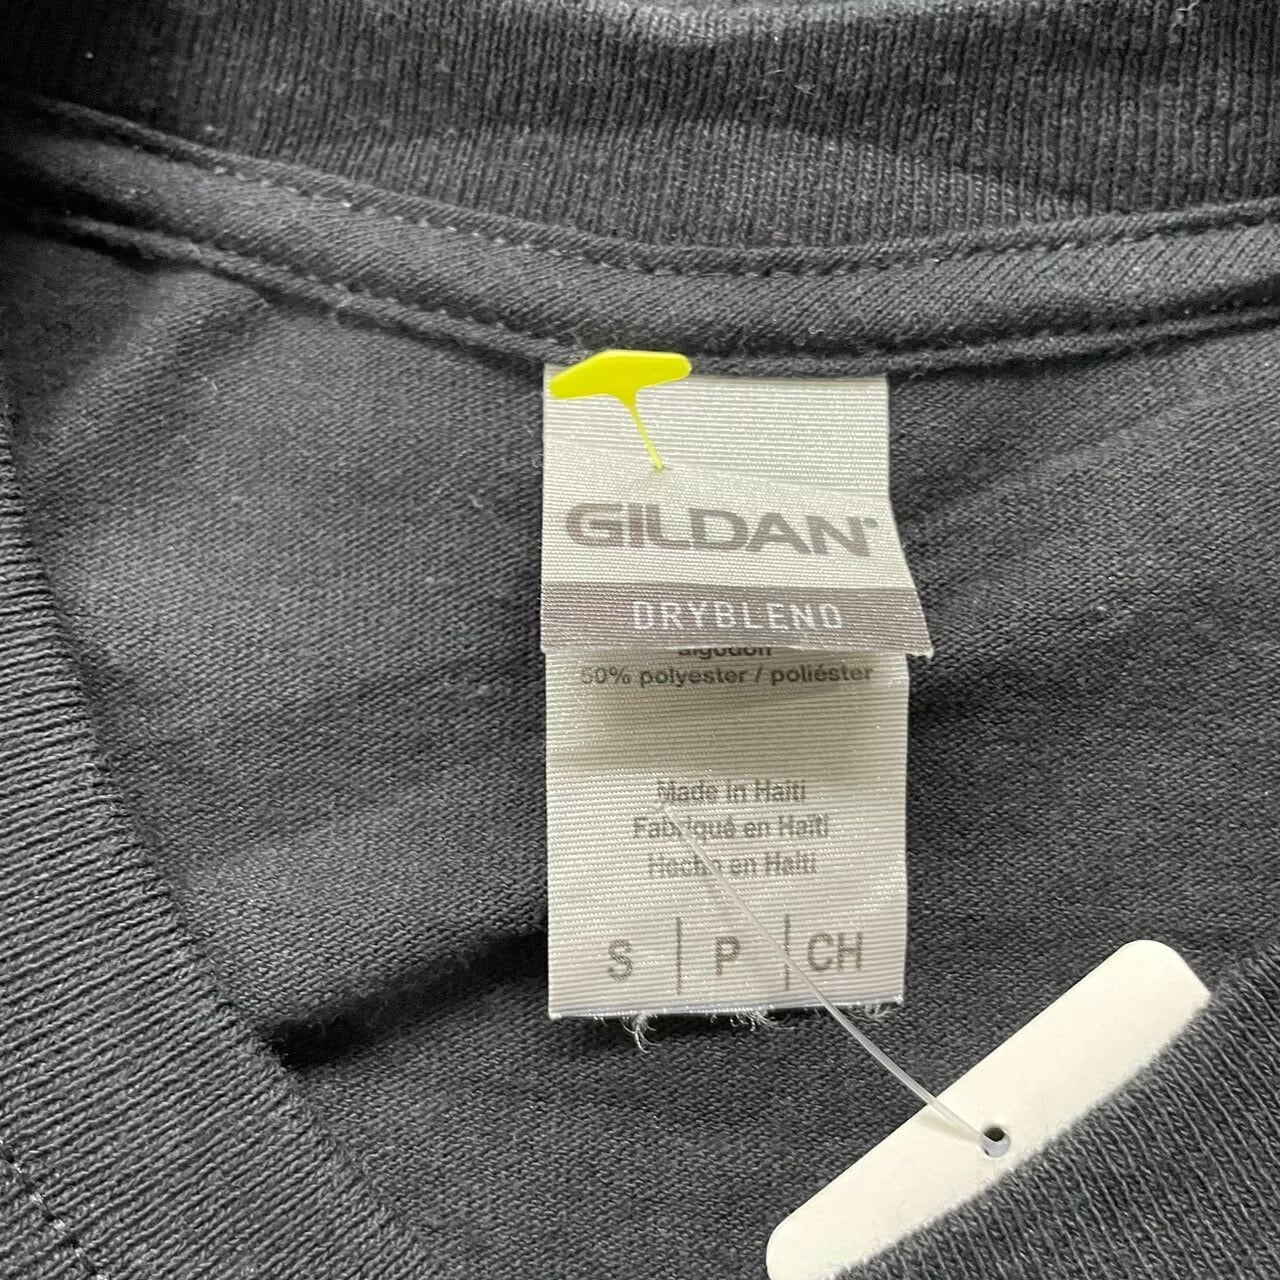 GILDAN®
DRYBLEND
algodón
50% polyester / poliéster
Made in Haiti
Fabriqué en Haïti
Hecho en Haiti
S | P | CH